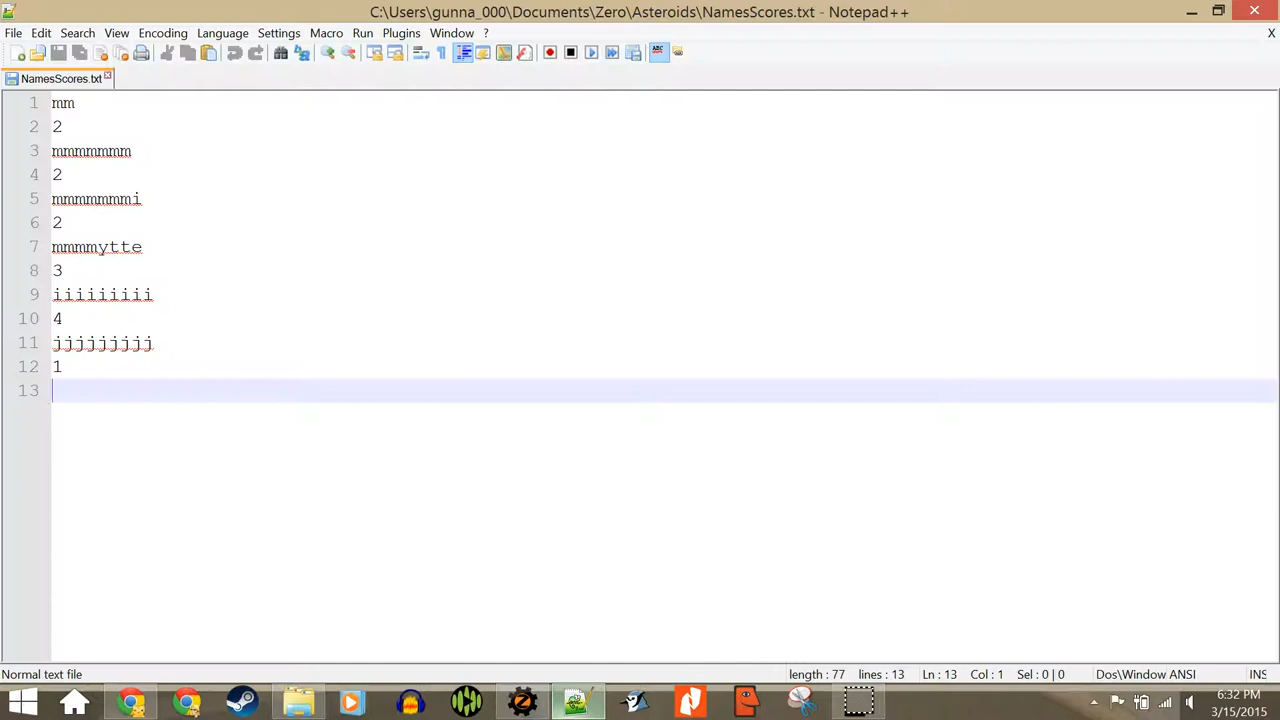 C:\Users\gunna_000\Documents\Zero\Asteroids\NamesScores.txt - Notepad++
File Edit Search View Encoding Language Settings Macro Run Plugins Window ? X
NamesScores.txt
1 mm
2 2
3 mmmmmmm
4 2
5 mmmmmmmi
6 2
7 mmmmytte
8 3
9 iiiiiiiii
10 4
11 jjjjjjjjj
12 1
13
Normal text file length : 77 lines : 13 Ln : 13 Col : 1 Sel : 0 | 0 Dos\Window ANSI INS
6:32 PM
3/15/2015